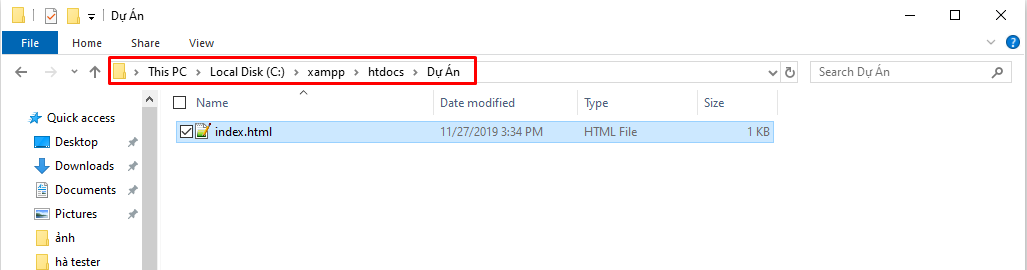 Dự Án
File Home Share View
This PC Local Disk (C:) xampp htdocs Dự Án Search Dự Án
Name Date modified Type Size
index.html 11/27/2019 3:34 PM HTML File 1 KB
Quick access
Desktop
Downloads
Documents
Pictures
ảnh
hà tester